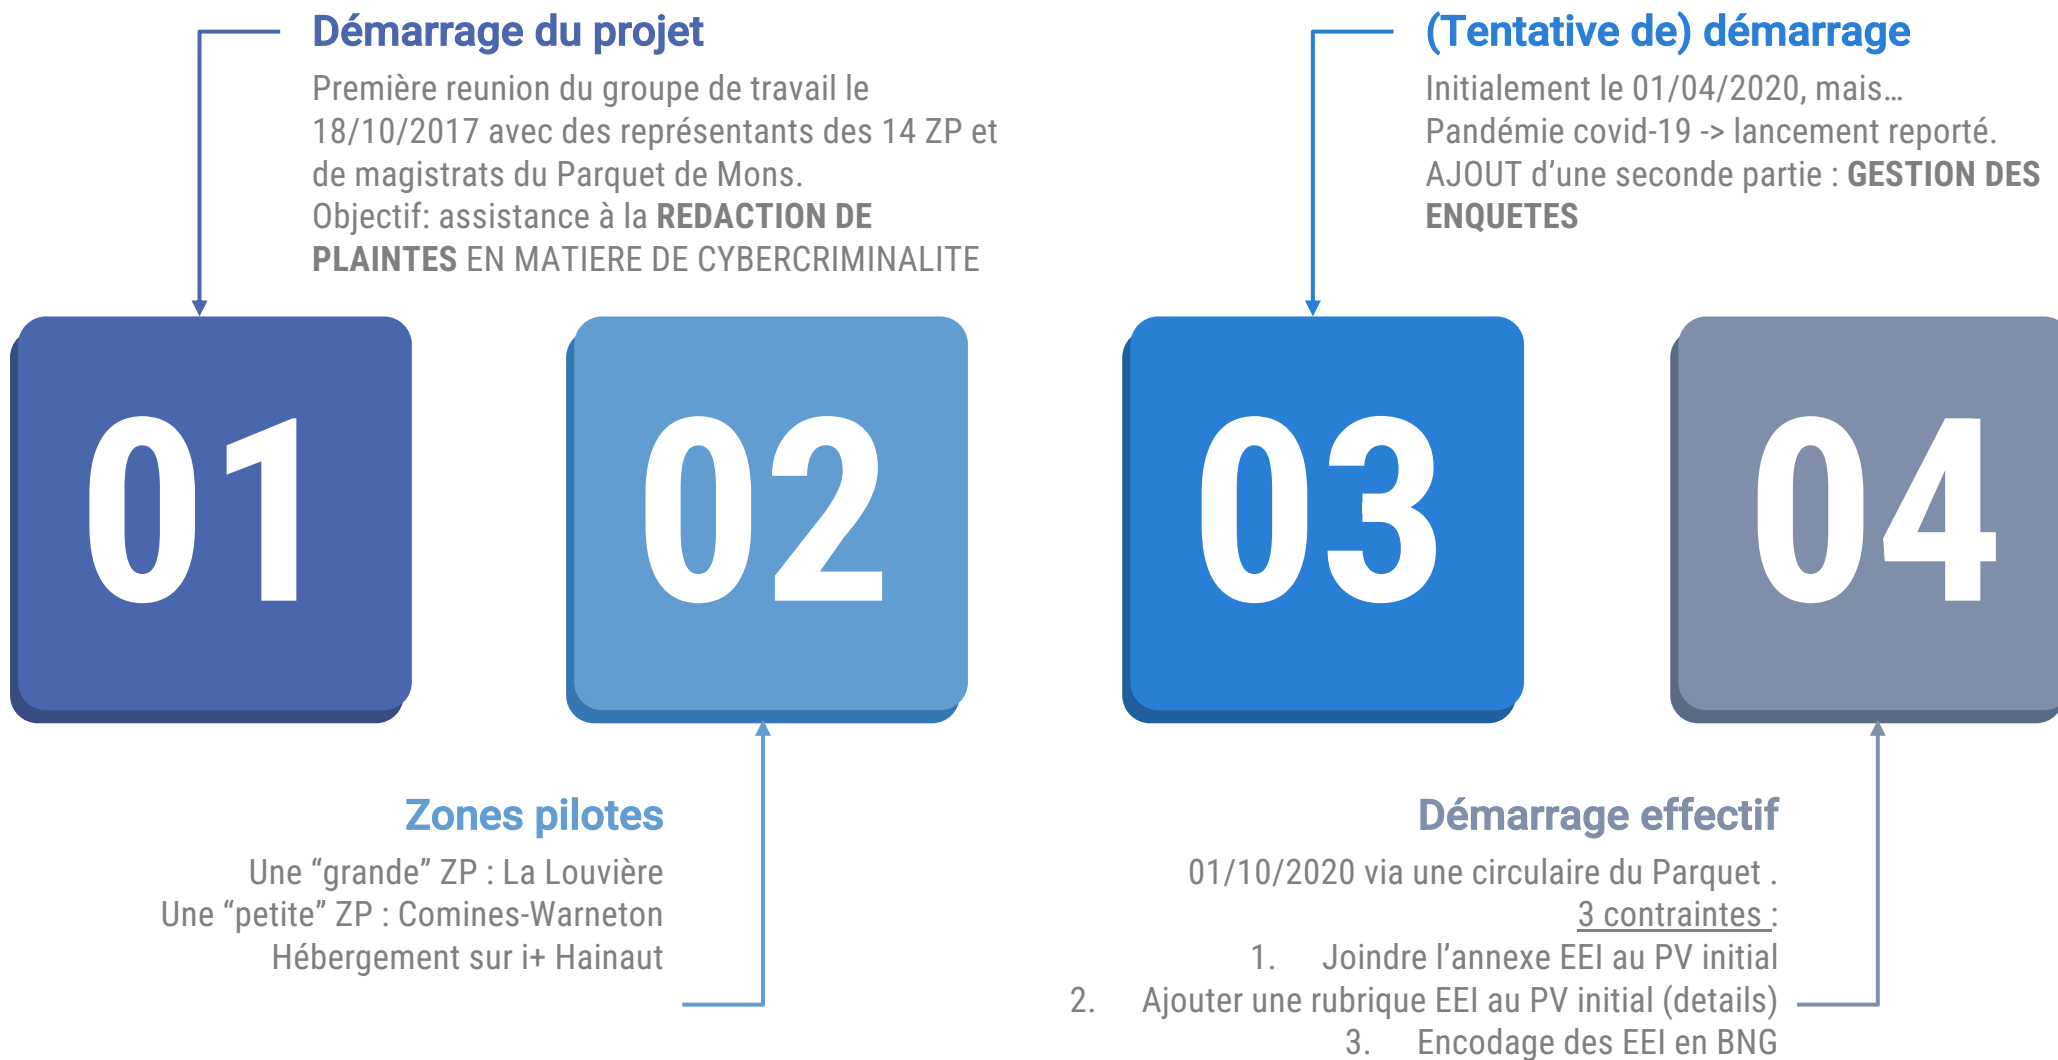 Démarrage du projet
Première reunion du groupe de travail le
18/10/2017 avec des représentants des 14 ZP et
de magistrats du Parquet de Mons.
Objectif: assistance à la REDACTION DE
PLAINTES EN MATIERE DE CYBERCRIMINALITE
(Tentative de) démarrage
Initialement le 01/04/2020, mais…
Pandémie covid-19 -> lancement reporté.
AJOUT d’une seconde partie : GESTION DES
ENQUETES
01
02
03
04
Zones pilotes
Une “grande” ZP : La Louvière
Une “petite” ZP : Comines-Warneton
Hébergement sur i+ Hainaut
Démarrage effectif
01/10/2020 via une circulaire du Parquet .
3 contraintes :
1. Joindre l’annexe EEI au PV initial
2. Ajouter une rubrique EEI au PV initial (details)
3. Encodage des EEI en BNG